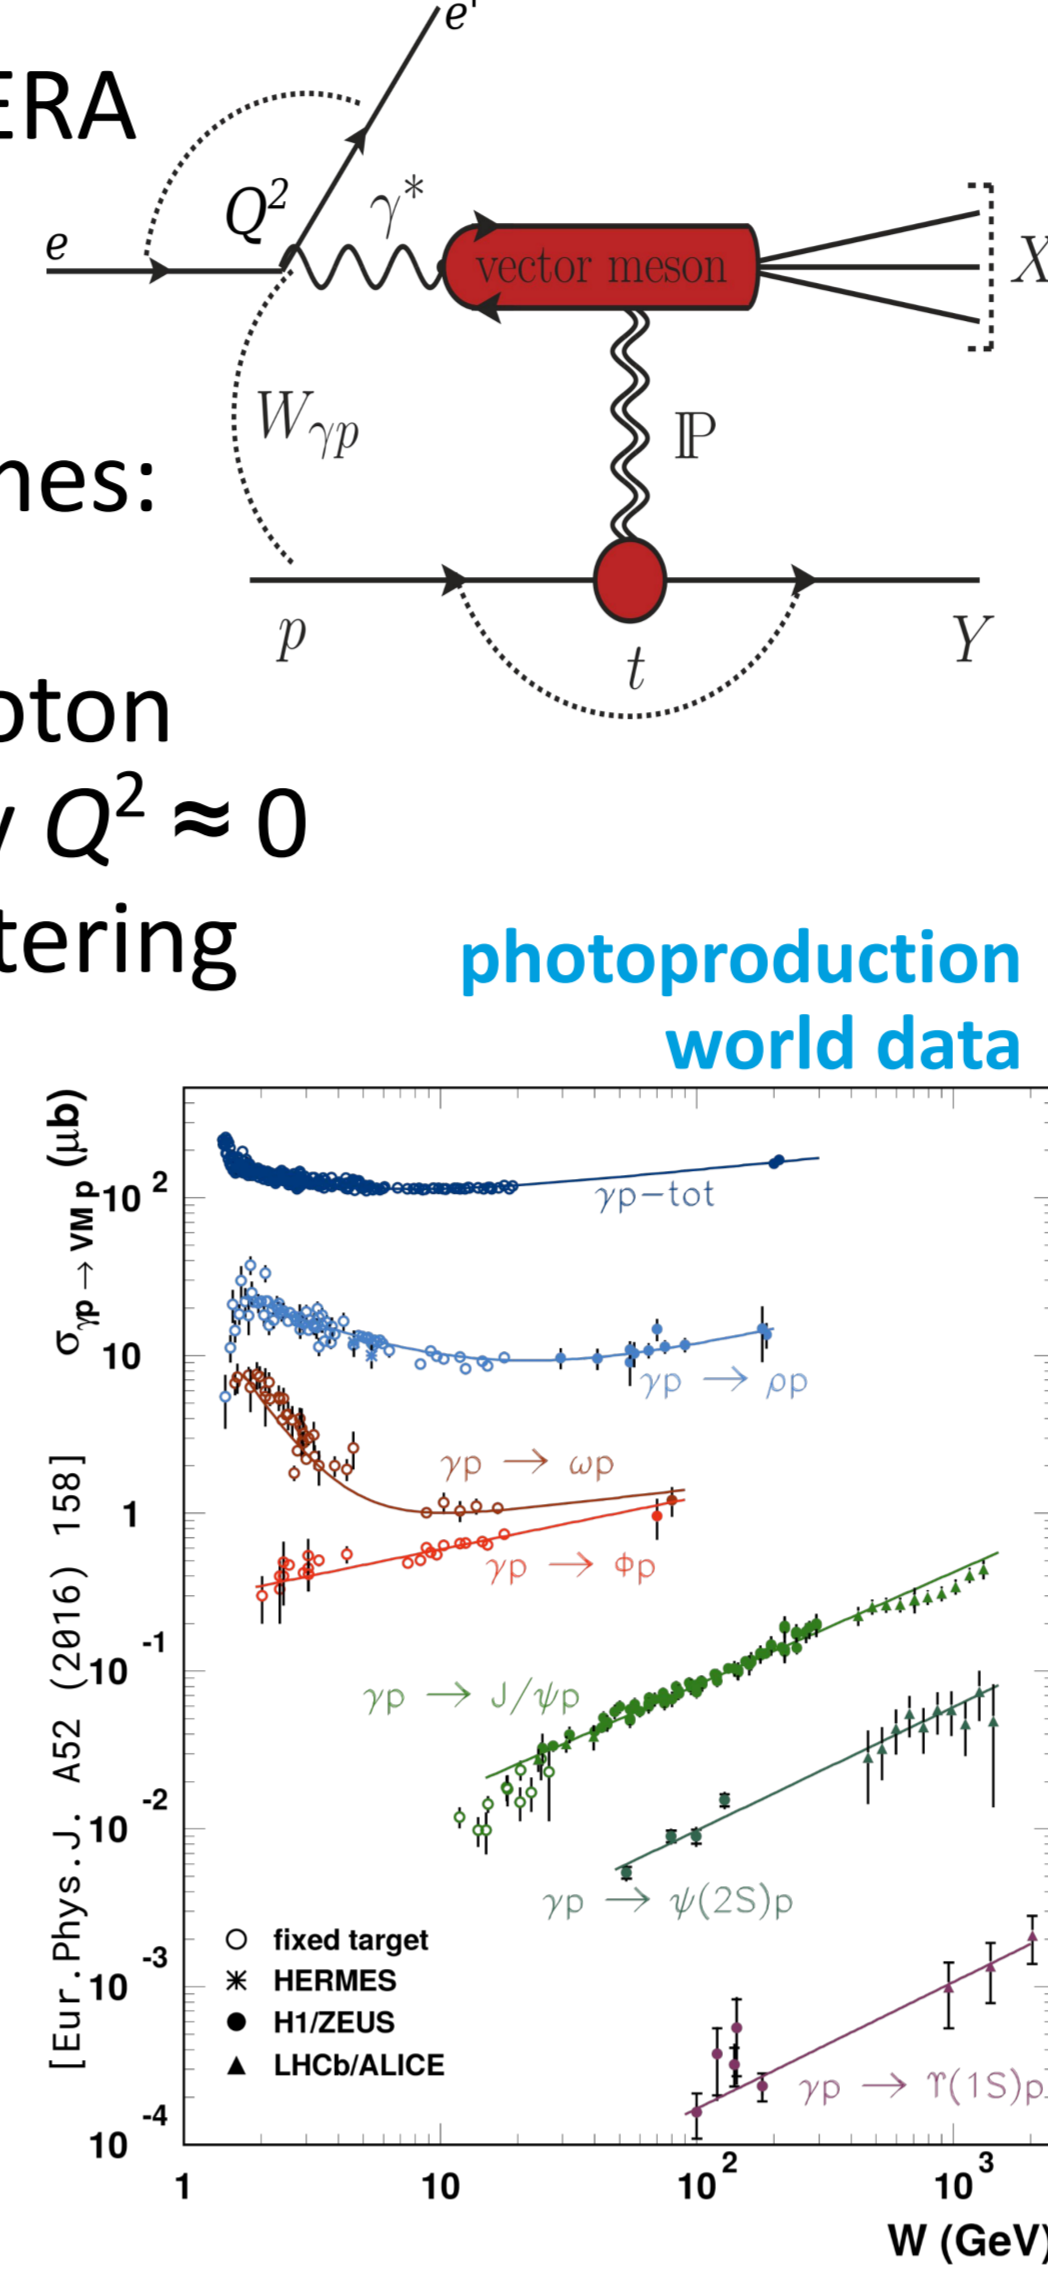 ERA
e'
Q² γ*
e
vector meson
X
W_γp
ℙ
nes:
p
t
Y
oton
y Q² ≈ 0
tering
photoproduction
world data
σ_γp→VM p (μb)
[Eur.Phys.J. A52 (2016) 158]
10²
γp-tot
10
γp → ρp
γp → ωp
1
γp → Φp
10⁻¹
γp → J/ψp
10⁻²
γp → ψ(2S)p
fixed target
HERMES
10⁻³
H1/ZEUS
LHCb/ALICE
γp → ϒ(1S)p
10⁻⁴
1 10 10² 10³
W (GeV)